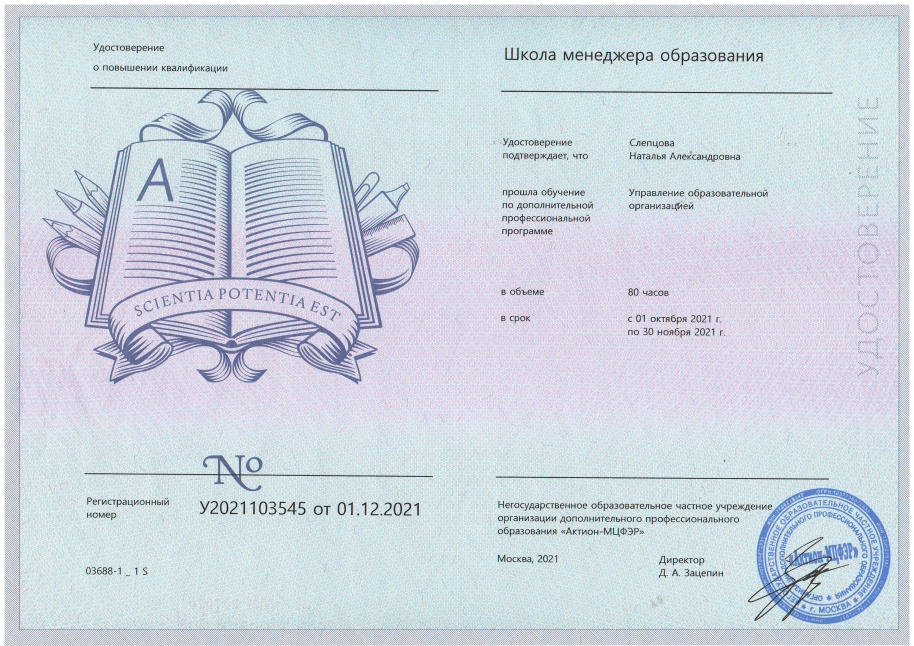 Удостоверение
о повышении квалификации
A
SCIENTIA POTENTIA EST
№
Регистрационный
номер
У2021103545 от 01.12.2021
03688-1 _ 1 S
Школа менеджера образования
Удостоверение
подтверждает, что
Слепцова
Наталья Александровна
прошла обучение
по дополнительной
профессиональной
программе
Управление образовательной
организацией
в объеме
80 часов
в срок
с 01 октября 2021 г.
по 30 ноября 2021 г.
УДОСТОВЕРЕНИЕ
Негосударственное образовательное частное учреждение
организации дополнительного профессионального
образования «Актион-МЦФЭР»
Москва, 2021
Директор
Д. А. Зацепин
«Актион-МЦФЭР»
г. МОСКВА